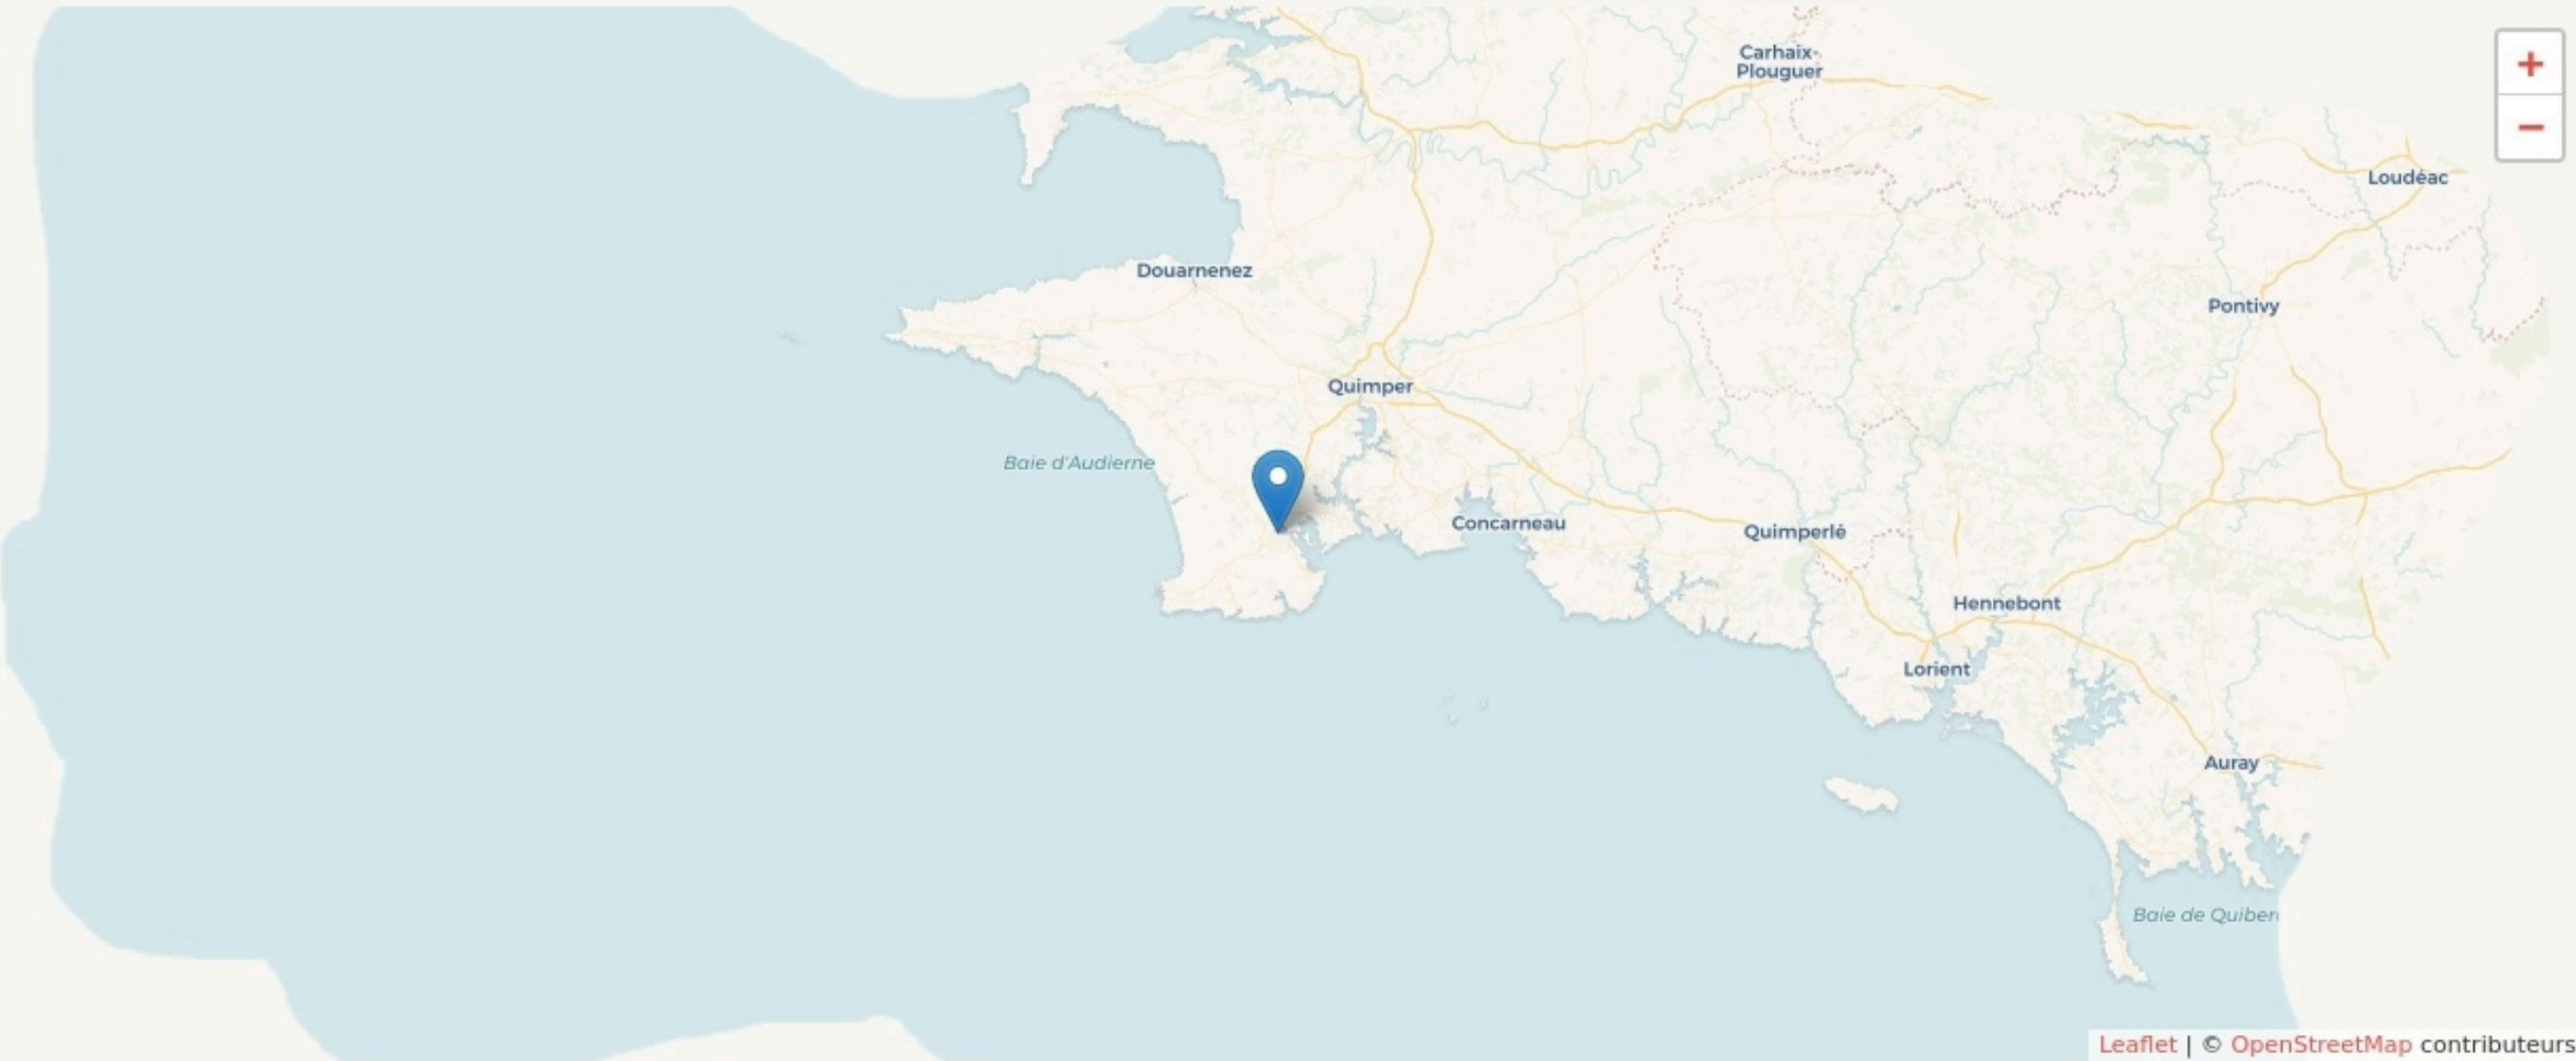 Carhaix-
Plouguer
+
−
Loudéac
Douarnenez
Pontivy
Quimper
Baie d'Audierne
Concarneau
Quimperlé
Hennebont
Lorient
Auray
Baie de Quiber
Leaflet | © OpenStreetMap contributeurs